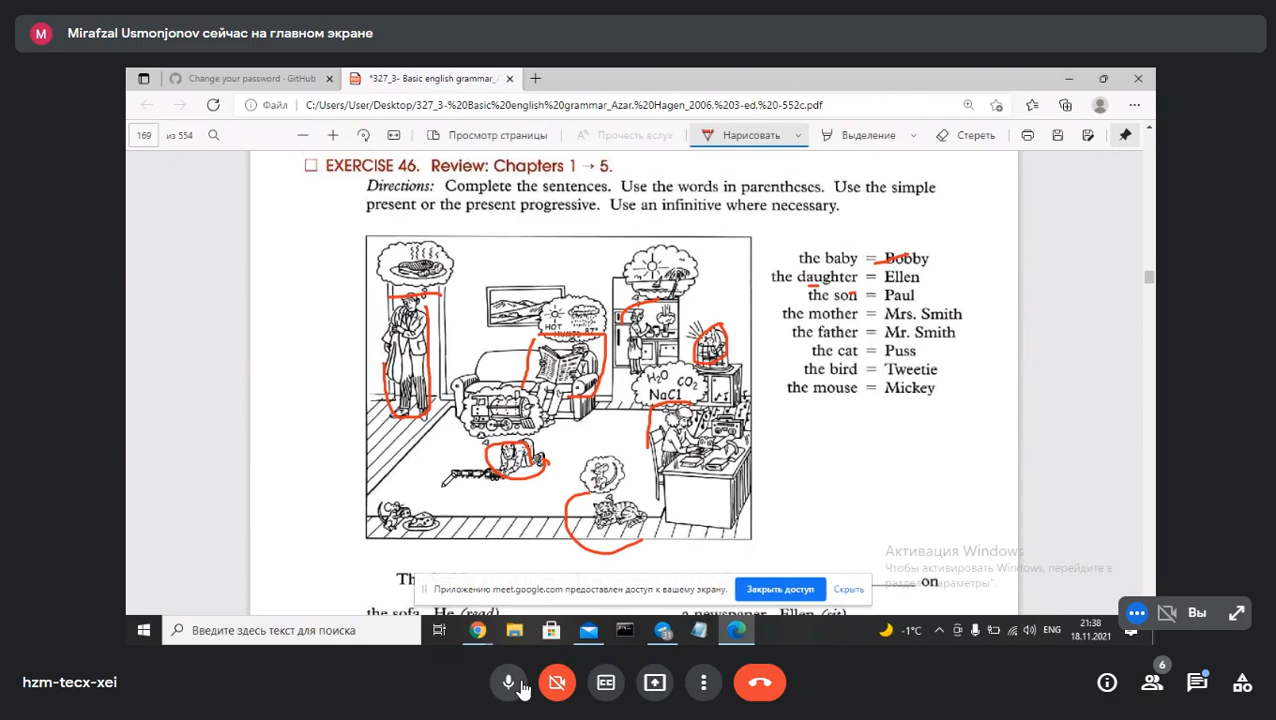 M Mirafzal Usmonjonov сейчас на главном экране
Change your password · GitHub
*327_3- Basic english grammar_
Файл C:/Users/User/Desktop/327_3-%20Basic%20english%20grammar_Azar,%20Hagen_2006.%203-ed,%20-552c.pdf
169 из 554
Просмотр страницы
Прочесть вслух
Нарисовать
Выделение
Стереть
EXERCISE 46. Review: Chapters 1 → 5.
Directions: Complete the sentences. Use the words in parentheses. Use the simple
present or the present progressive. Use an infinitive where necessary.
HOT
H2O CO2
NaCl
the baby = Bobby
the daughter = Ellen
the son = Paul
the mother = Mrs. Smith
the father = Mr. Smith
the cat = Puss
the bird = Tweetie
the mouse = Mickey
Активация Windows
Чтобы активировать Windows, перейдите в
on
Приложению meet.google.com предоставлен доступ к вашему экрану.
Закрыть доступ
Скрыть
the sofa. He (read) a newspaper. Ellen (sit)
Введите здесь текст для поиска
31
-1°C
ENG
21:38
18.11.2021
Вы
hzm-tecx-xei
CC
6